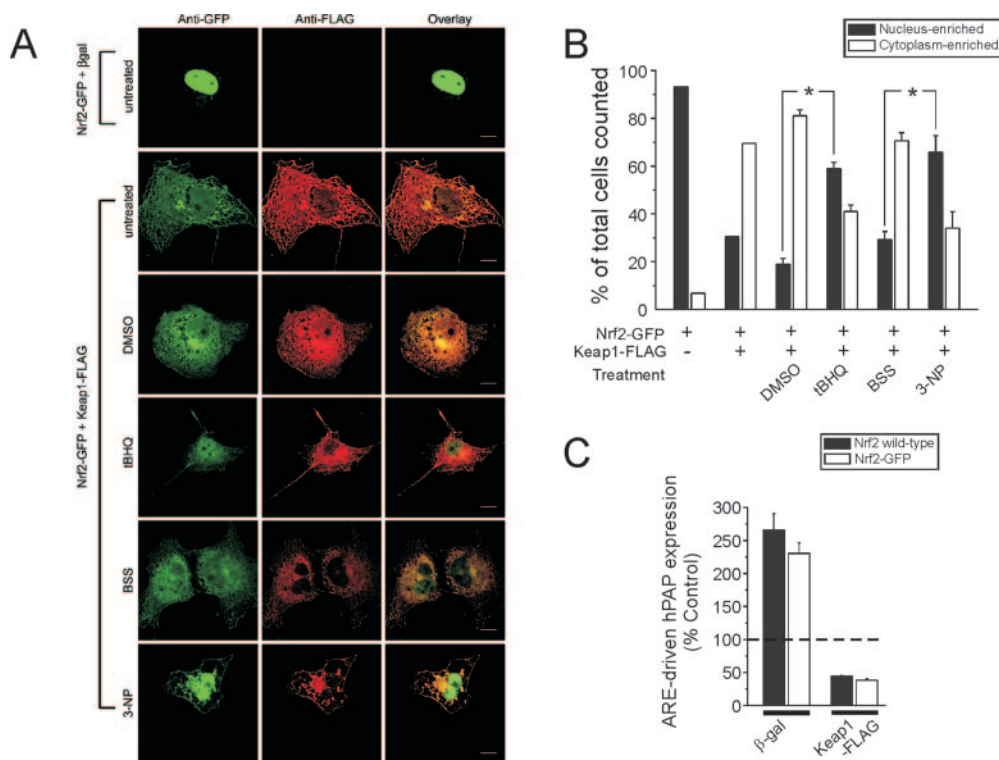 A
Anti-GFP Anti-FLAG Overlay
Nrf2-GFP + βgal
untreated
Nrf2-GFP + Keap1-FLAG
untreated
DMSO
tBHQ
BSS
3-NP
B
Nucleus-enriched
Cytoplasm-enriched
% of total cells counted
100
80
60
40
20
0
* *
Nrf2-GFP + + + + + +
Keap1-FLAG - + + + + +
Treatment DMSO tBHQ BSS 3-NP
C
Nrf2 wild-type
Nrf2-GFP
ARE-driven hPAP expression
(% Control)
300
250
200
150
100
50
0
β-gal
Keap1
-FLAG